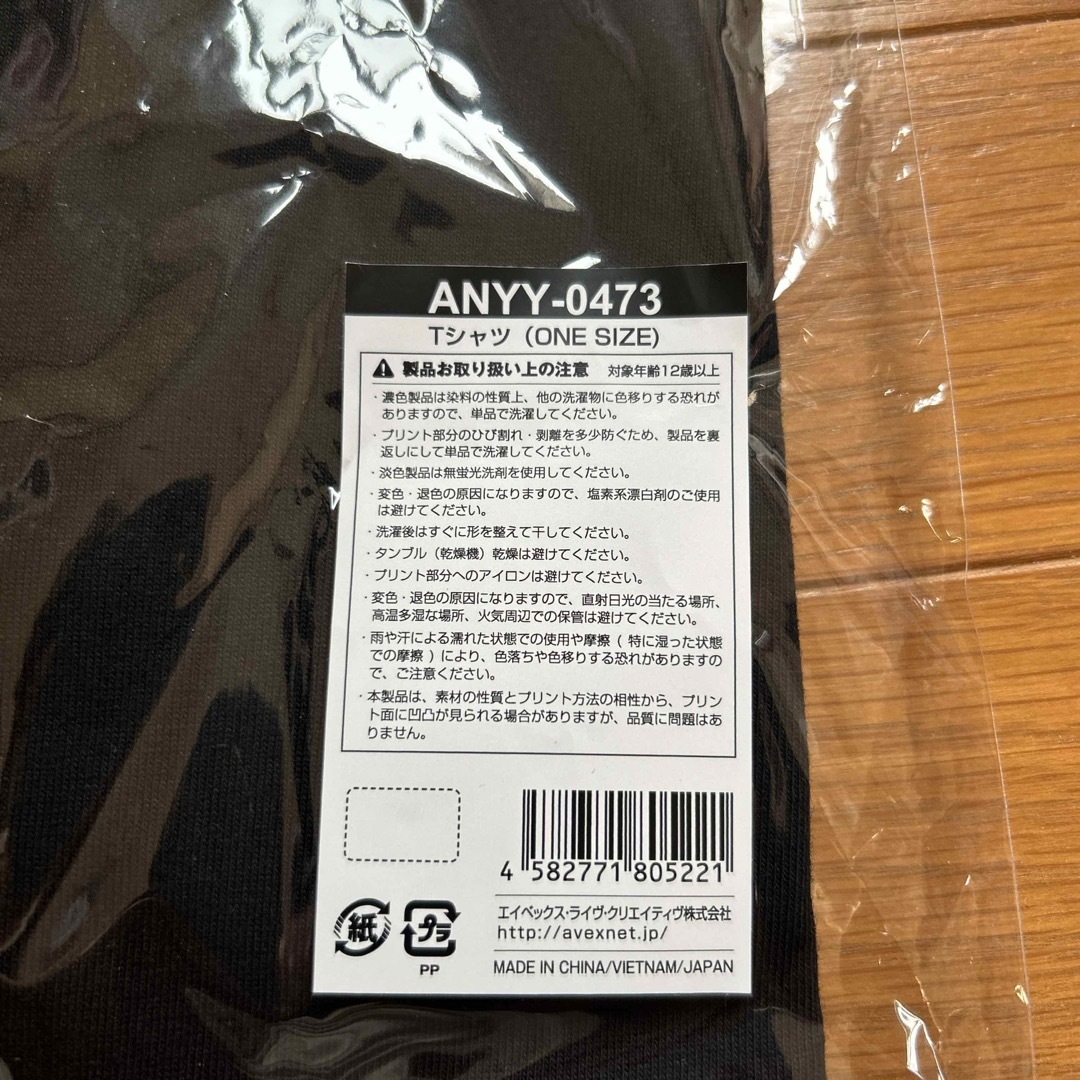 ANYY-0473
Tシャツ（ONE SIZE）
製品お取り扱い上の注意 対象年齢12歳以上
・濃色製品は染料の性質上、他の洗濯物に色移りする恐れが
ありますので、単品で洗濯してください。
・プリント部分のひび割れ・剥離を多少防ぐため、製品を裏
返しにして単品で洗濯してください。
・淡色製品は無蛍光洗剤を使用してください。
・変色・退色の原因になりますので、塩素系漂白剤のご使用
は避けてください。
・洗濯後はすぐに形を整えて干してください。
・タンブル（乾燥機）乾燥は避けてください。
・プリント部分へのアイロンは避けてください。
・変色・退色の原因になりますので、直射日光の当たる場所、
高温多湿な場所、火気周辺での保管は避けてください。
・雨や汗による濡れた状態での使用や摩擦 ( 特に湿った状態
での摩擦 ) により、色落ちや色移りする恐れがありますの
で、ご注意ください。
・本製品は、素材の性質とプリント方法の相性から、プリン
ト面に凹凸が見られる場合がありますが、品質に問題はあ
りません。
4 582771 805221
紙 プラ
PP
エイベックス・ライヴ・クリエイティヴ株式会社
http://avexnet.jp/
MADE IN CHINA/VIETNAM/JAPAN